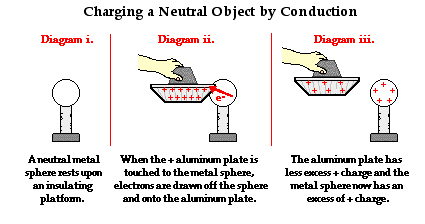 Charging a Neutral Object by Conduction
Diagram i.
Diagram ii.
Diagram iii.
+ + + + + +
+ + + + +
e-
A neutral metal
sphere rests upon
an insulating
platform.
When the + aluminum plate is
touched to the metal sphere,
electrons are drawn off the sphere
and onto the aluminum plate.
The aluminum plate has
less excess + charge and the
metal sphere now has an
excess of + charge.